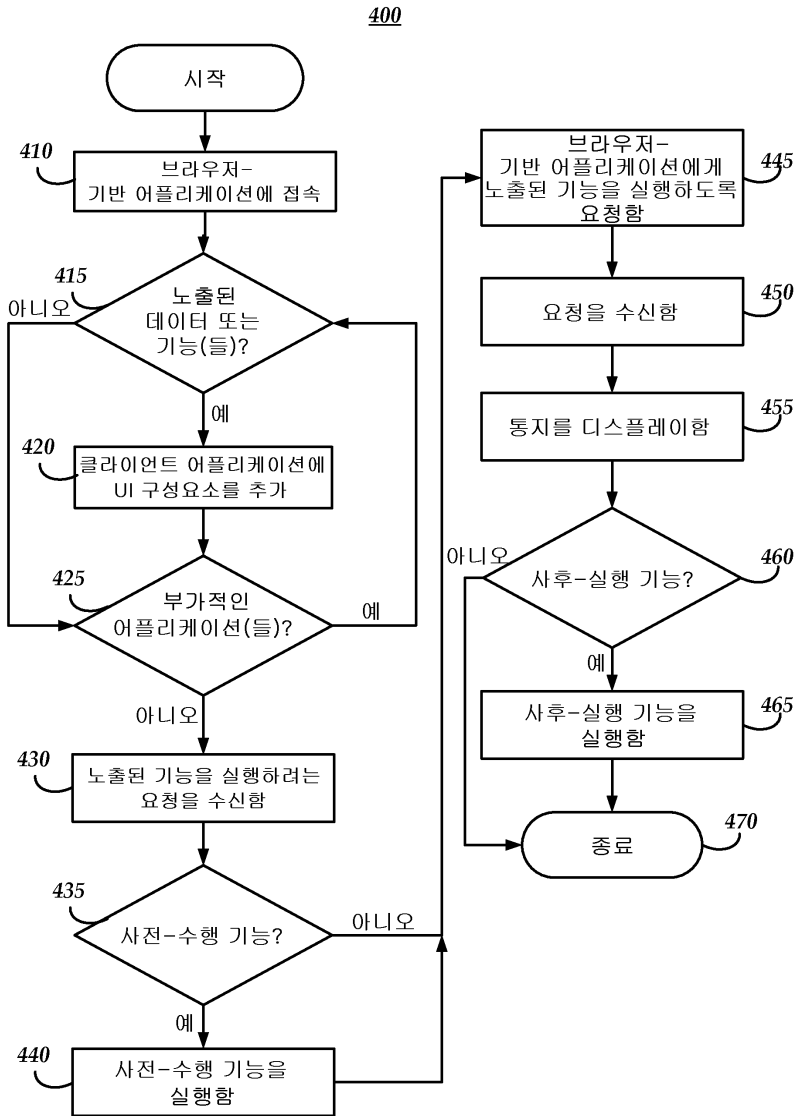 400
시작
410
브라우저-
기반 어플리케이션에 접속
415
아니오
노출된
데이터 또는
기능(들)?
예
420
클라이언트 어플리케이션에
UI 구성요소를 추가
425
부가적인
어플리케이션(들)?
예
아니오
430
노출된 기능을 실행하려는
요청을 수신함
435
사전-수행 기능?
아니오
예
440
사전-수행 기능을
실행함
브라우저-
기반 어플리케이션에게
노출된 기능을 실행하도록
요청함
445
요청을 수신함
450
통지를 디스플레이함
455
아니오
사후-실행 기능?
460
예
사후-실행 기능을
실행함
465
종료
470